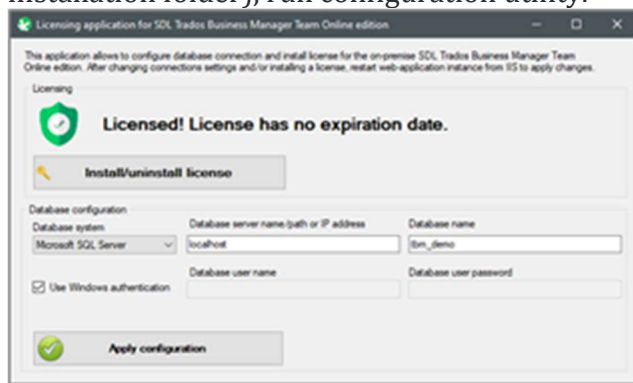 installation folder), run configuration utility:
Licensing application for SDL Trados Business Manager Team Online edition
This application allows to configure database connection and install license for the on-premise SDL Trados Business Manager Team
Online edition. After changing connections settings and/or installing a license, restart web-application instance from IIS to apply changes.
Licensing
Licensed! License has no expiration date.
Install/uninstall license
Database configuration
Database system
Database server name/path or IP address
Database name
Microsoft SQL Server
localhost
tbm_demo
Database user name
Database user password
Use Windows authentication
Apply configuration